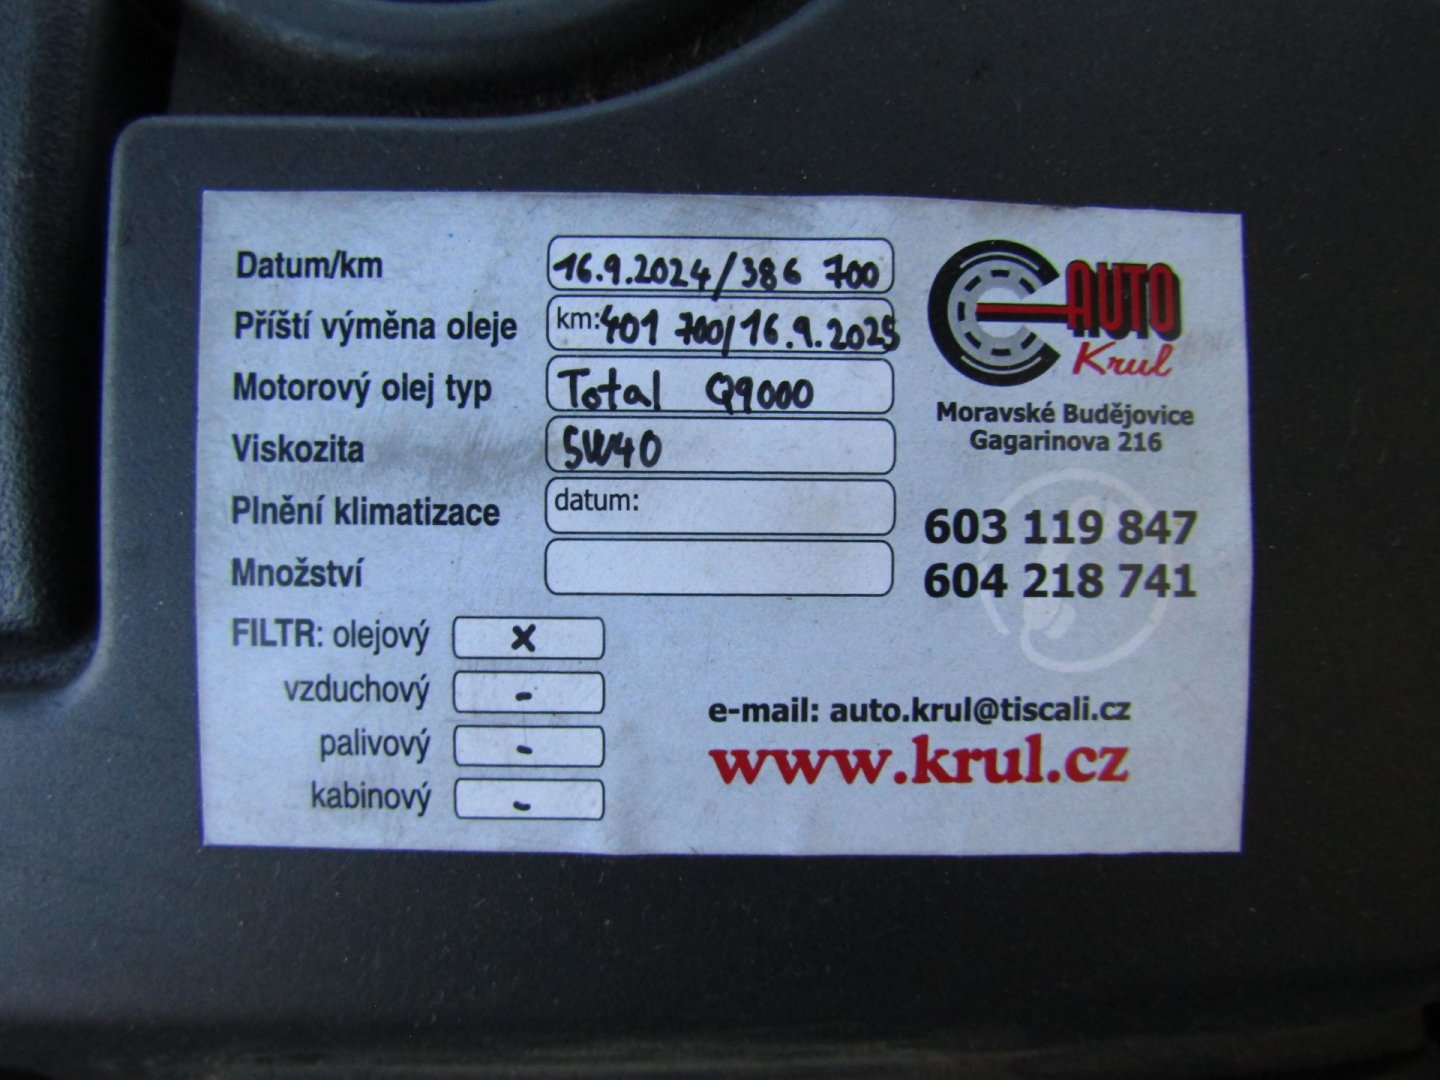 Datum/km 16.9.2024/386 700
Příští výměna oleje km: 401 700/16.9.2025
Motorový olej typ Total Q9000
Viskozita 5W40
Plnění klimatizace datum:
Množství
FILTR: olejový x
vzduchový -
palivový -
kabinový -
AUTO
Krul
Moravské Budějovice
Gagarinova 216
603 119 847
604 218 741
e-mail: auto.krul@tiscali.cz
www.krul.cz